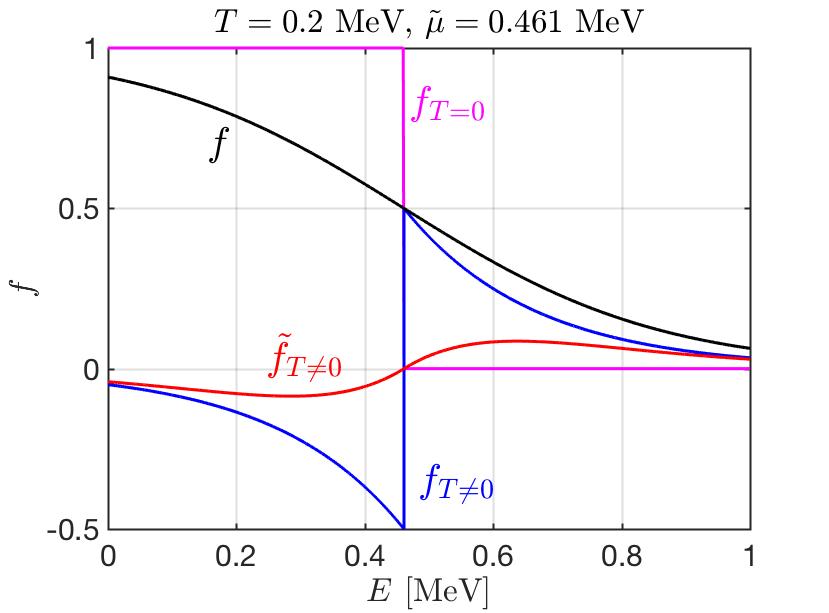 T = 0.2 MeV, μ̃ = 0.461 MeV
1
f_{T=0}
f
0.5
f
f̃_{T≠0}
0
f_{T≠0}
-0.5
0 0.2 0.4 0.6 0.8 1
E [MeV]